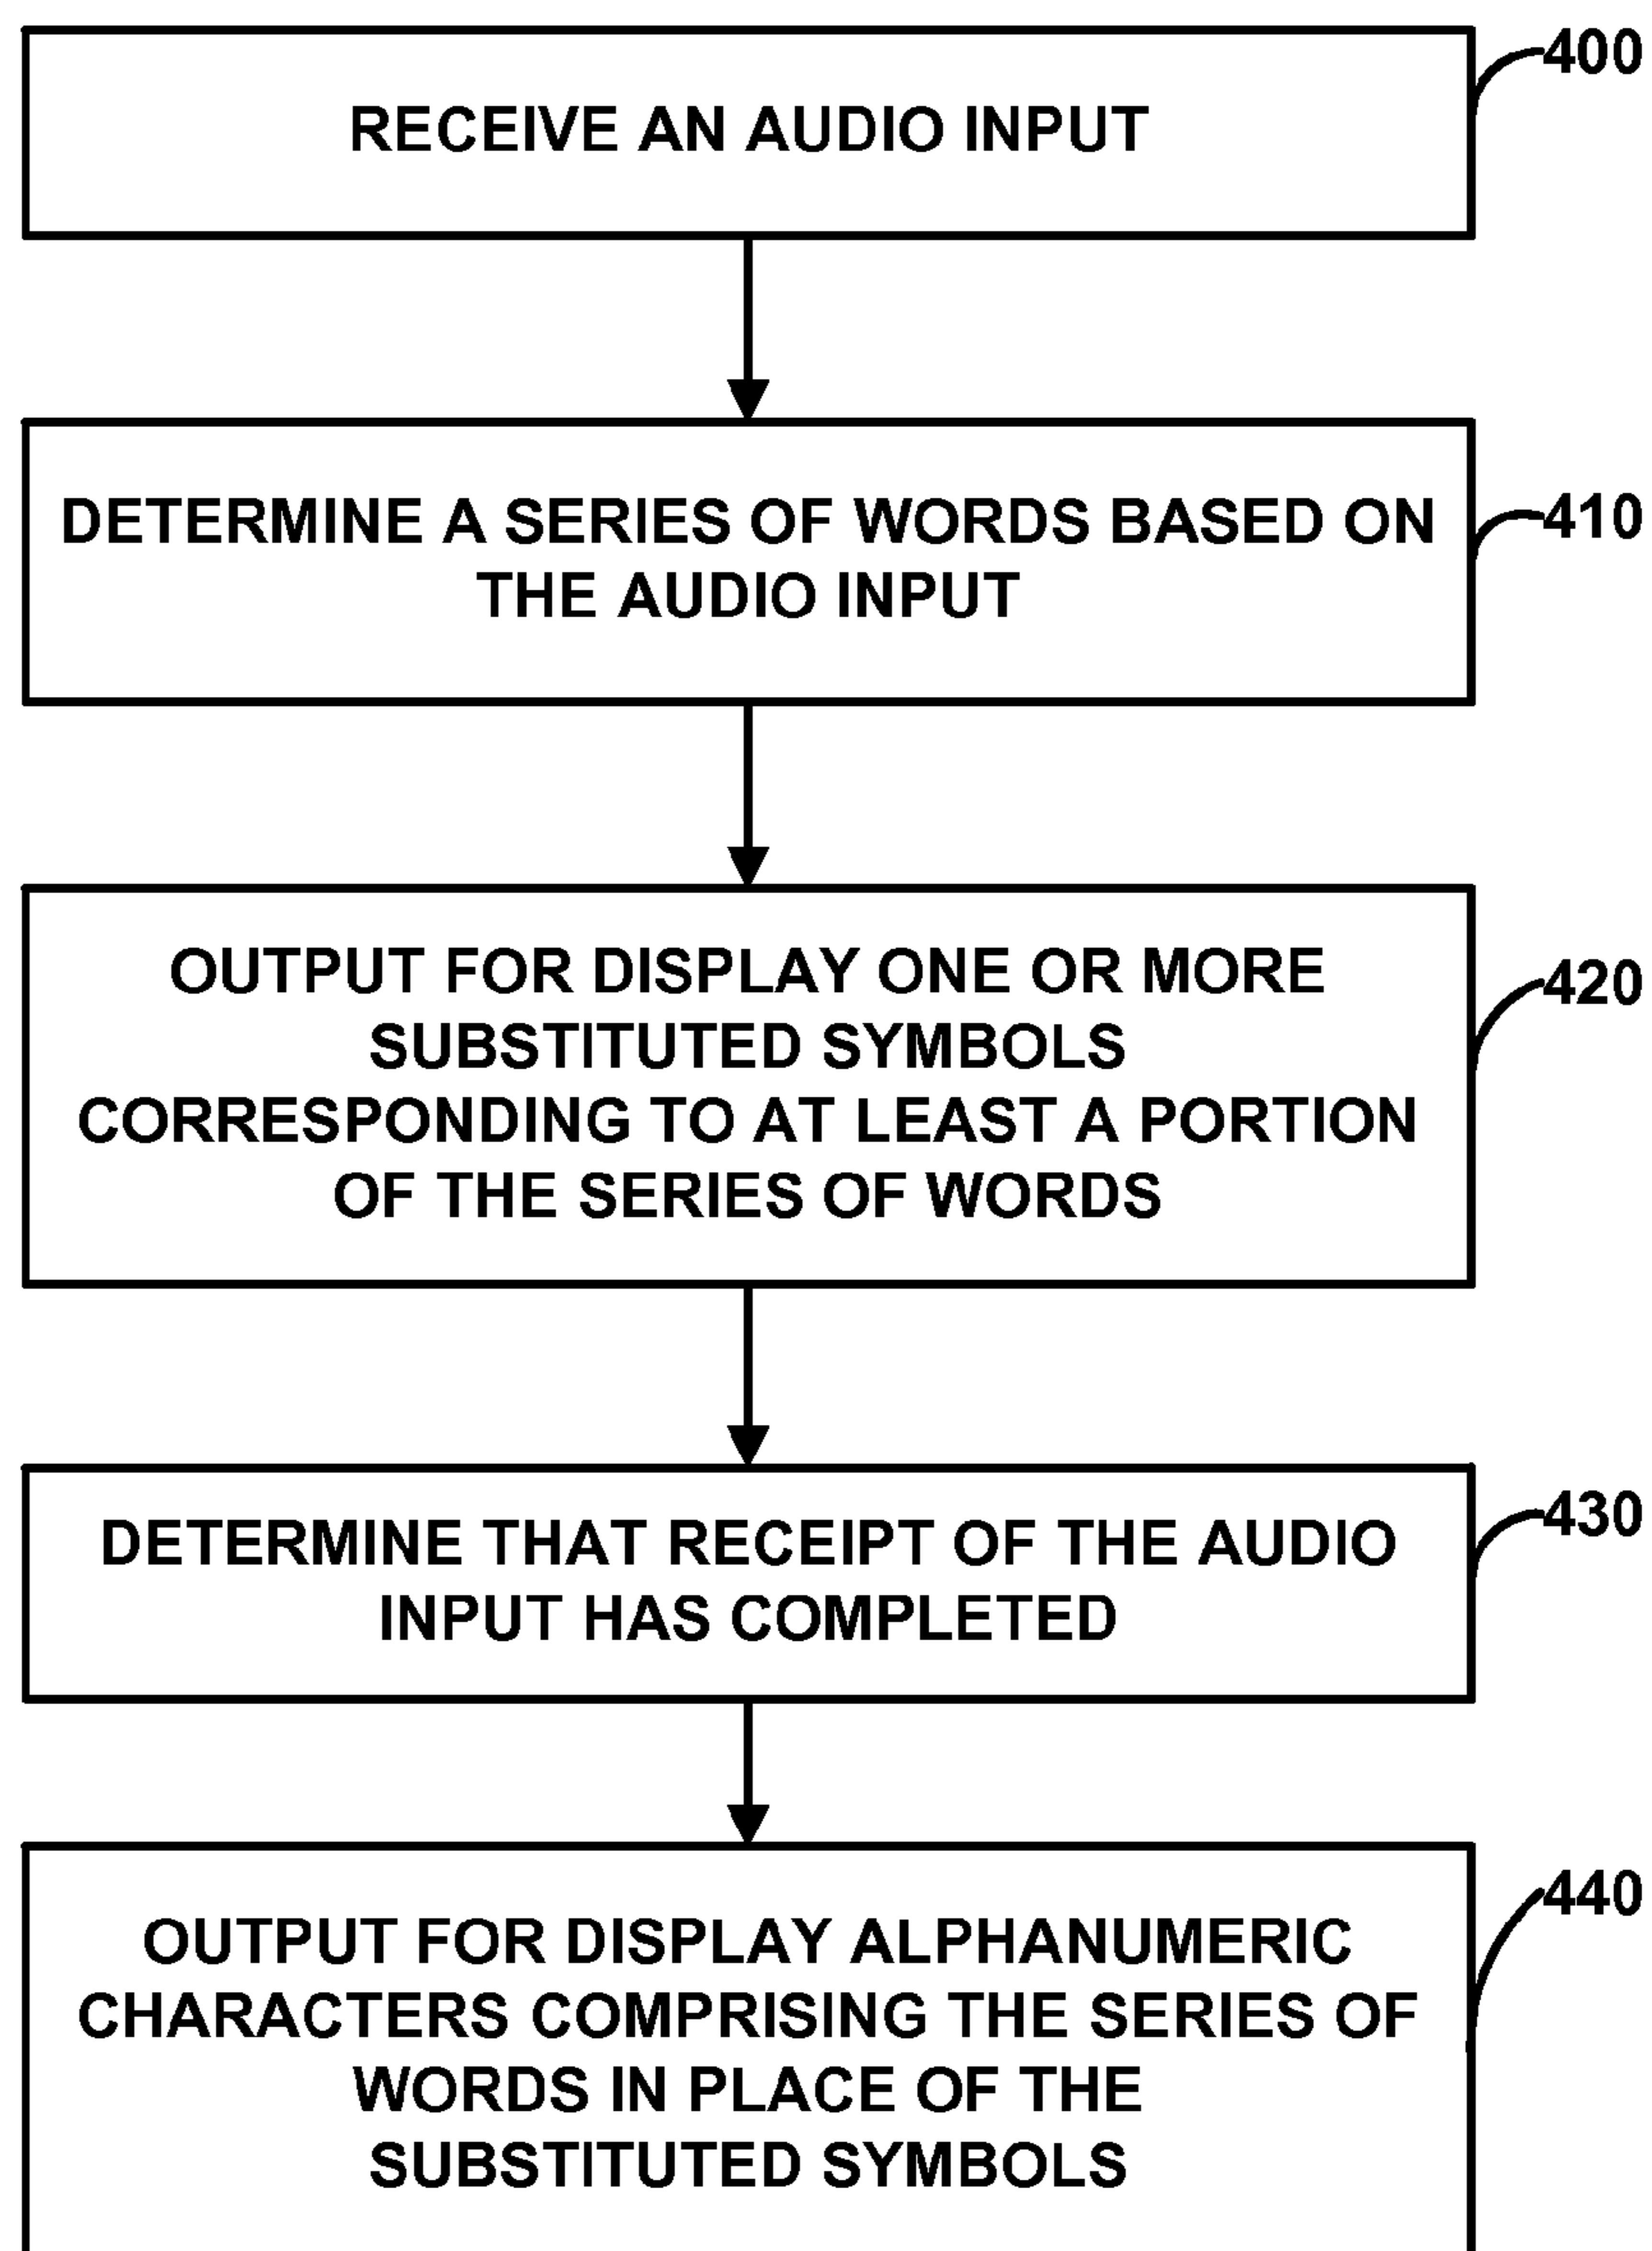 400
RECEIVE AN AUDIO INPUT
410
DETERMINE A SERIES OF WORDS BASED ON
THE AUDIO INPUT
420
OUTPUT FOR DISPLAY ONE OR MORE
SUBSTITUTED SYMBOLS
CORRESPONDING TO AT LEAST A PORTION
OF THE SERIES OF WORDS
430
DETERMINE THAT RECEIPT OF THE AUDIO
INPUT HAS COMPLETED
440
OUTPUT FOR DISPLAY ALPHANUMERIC
CHARACTERS COMPRISING THE SERIES OF
WORDS IN PLACE OF THE
SUBSTITUTED SYMBOLS